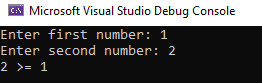 Microsoft Visual Studio Debug Console
Enter first number: 1
Enter second number: 2
2 >= 1